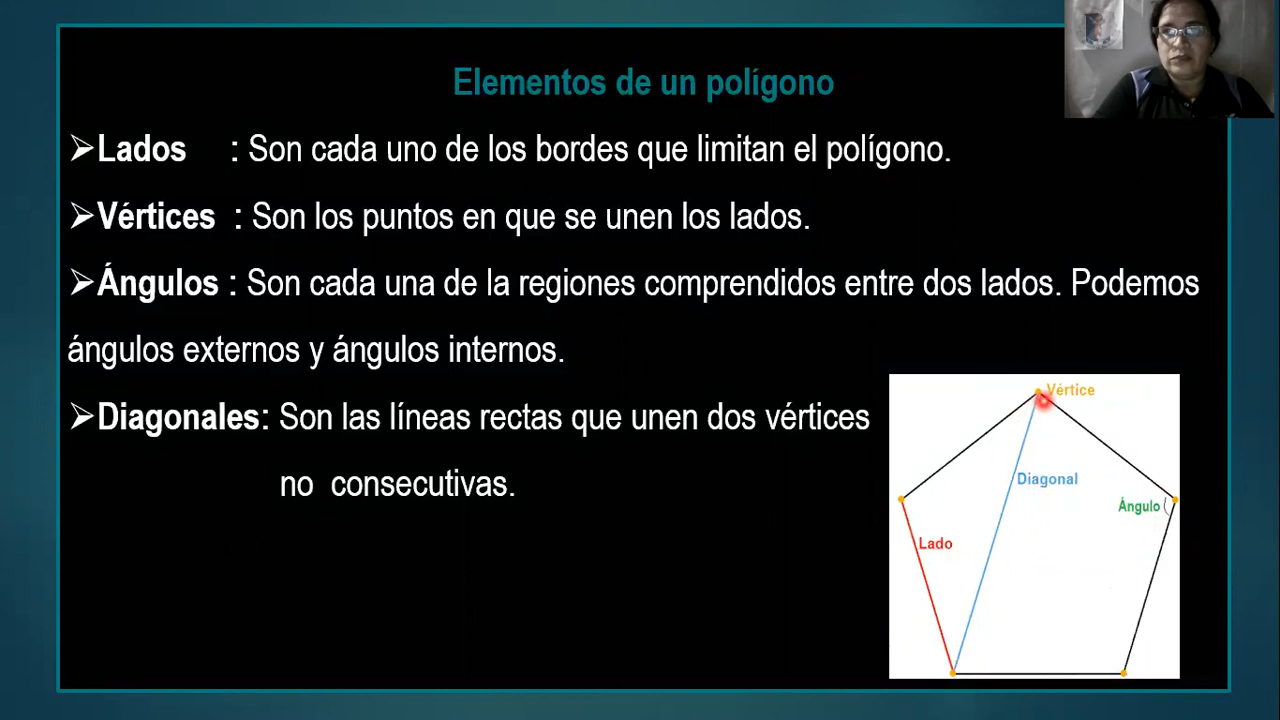 Elementos de un polígono
➢Lados : Son cada uno de los bordes que limitan el polígono.
➢Vértices : Son los puntos en que se unen los lados.
➢Ángulos : Son cada una de la regiones comprendidos entre dos lados. Podemos
ángulos externos y ángulos internos.
➢Diagonales: Son las líneas rectas que unen dos vértices
no consecutivas.
Vértice
Diagonal
Ángulo
Lado